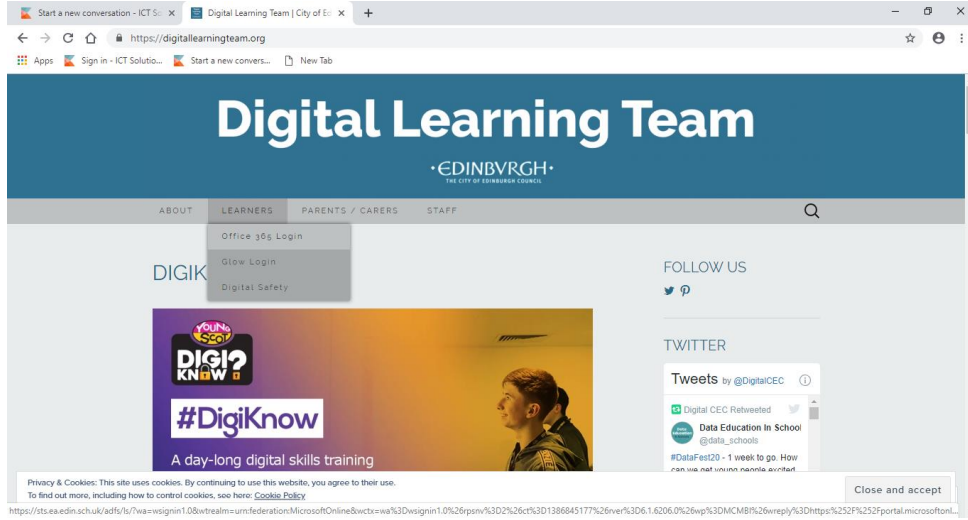 Start a new conversation - ICT So
Digital Learning Team | City of Ed
https://digitallearningteam.org
Apps
Sign in - ICT Solutio...
Start a new convers...
New Tab
Digital Learning Team
•EDINBVRGH•
THE CITY OF EDINBURGH COUNCIL
ABOUT LEARNERS PARENTS / CARERS STAFF
Office 365 Login
Glow Login
Digital Safety
DIGIK
YOUNG
SCOT
DIGI?
KNOW
#DigiKnow
A day-long digital skills training
FOLLOW US
TWITTER
Tweets by @DigitalCEC
Digital CEC Retweeted
Data Education In School
@data_schools
#DataFest20 - 1 week to go. How
can we get young people excited
Privacy & Cookies: This site uses cookies. By continuing to use this website, you agree to their use.
To find out more, including how to control cookies, see here: Cookie Policy
Close and accept
https://sts.ea.edin.sch.uk/adfs/ls/?wa=wsignin1.0&wtrealm=urn:federation:MicrosoftOnline&wctx=wa%3Dwsignin1.0%26rpsnv%3D2%26ct%3D1386845177%26rver%3D6.1.6206.0%26wp%3DMCMBI%26wreply%3Dhttps:%252F%252Fportal.microsoftonl...